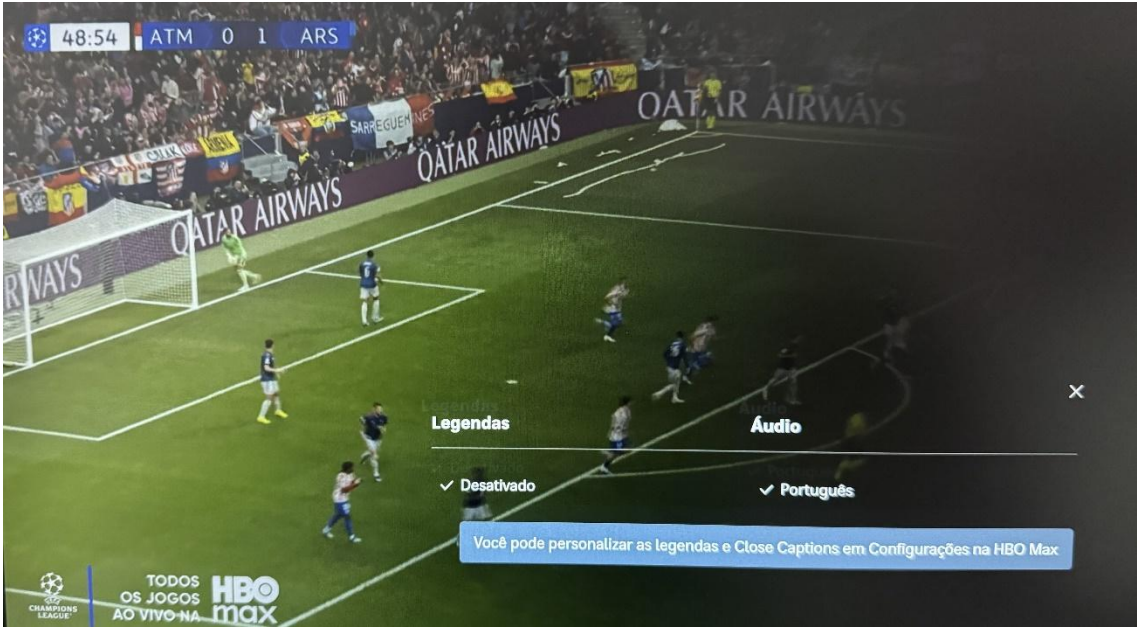 48:54 ATM 0 1 ARS
QATAR AIRWAYS
SARREGUEMINES
QATAR AIRWAYS
QATAR AIRWAYS
RWAYS
Legendas
Áudio
✓ Desativado
✓ Português
Você pode personalizar as legendas e Close Captions em Configurações na HBO Max
CHAMPIONS
LEAGUE
TODOS
OS JOGOS
AO VIVO NA
HBO
max